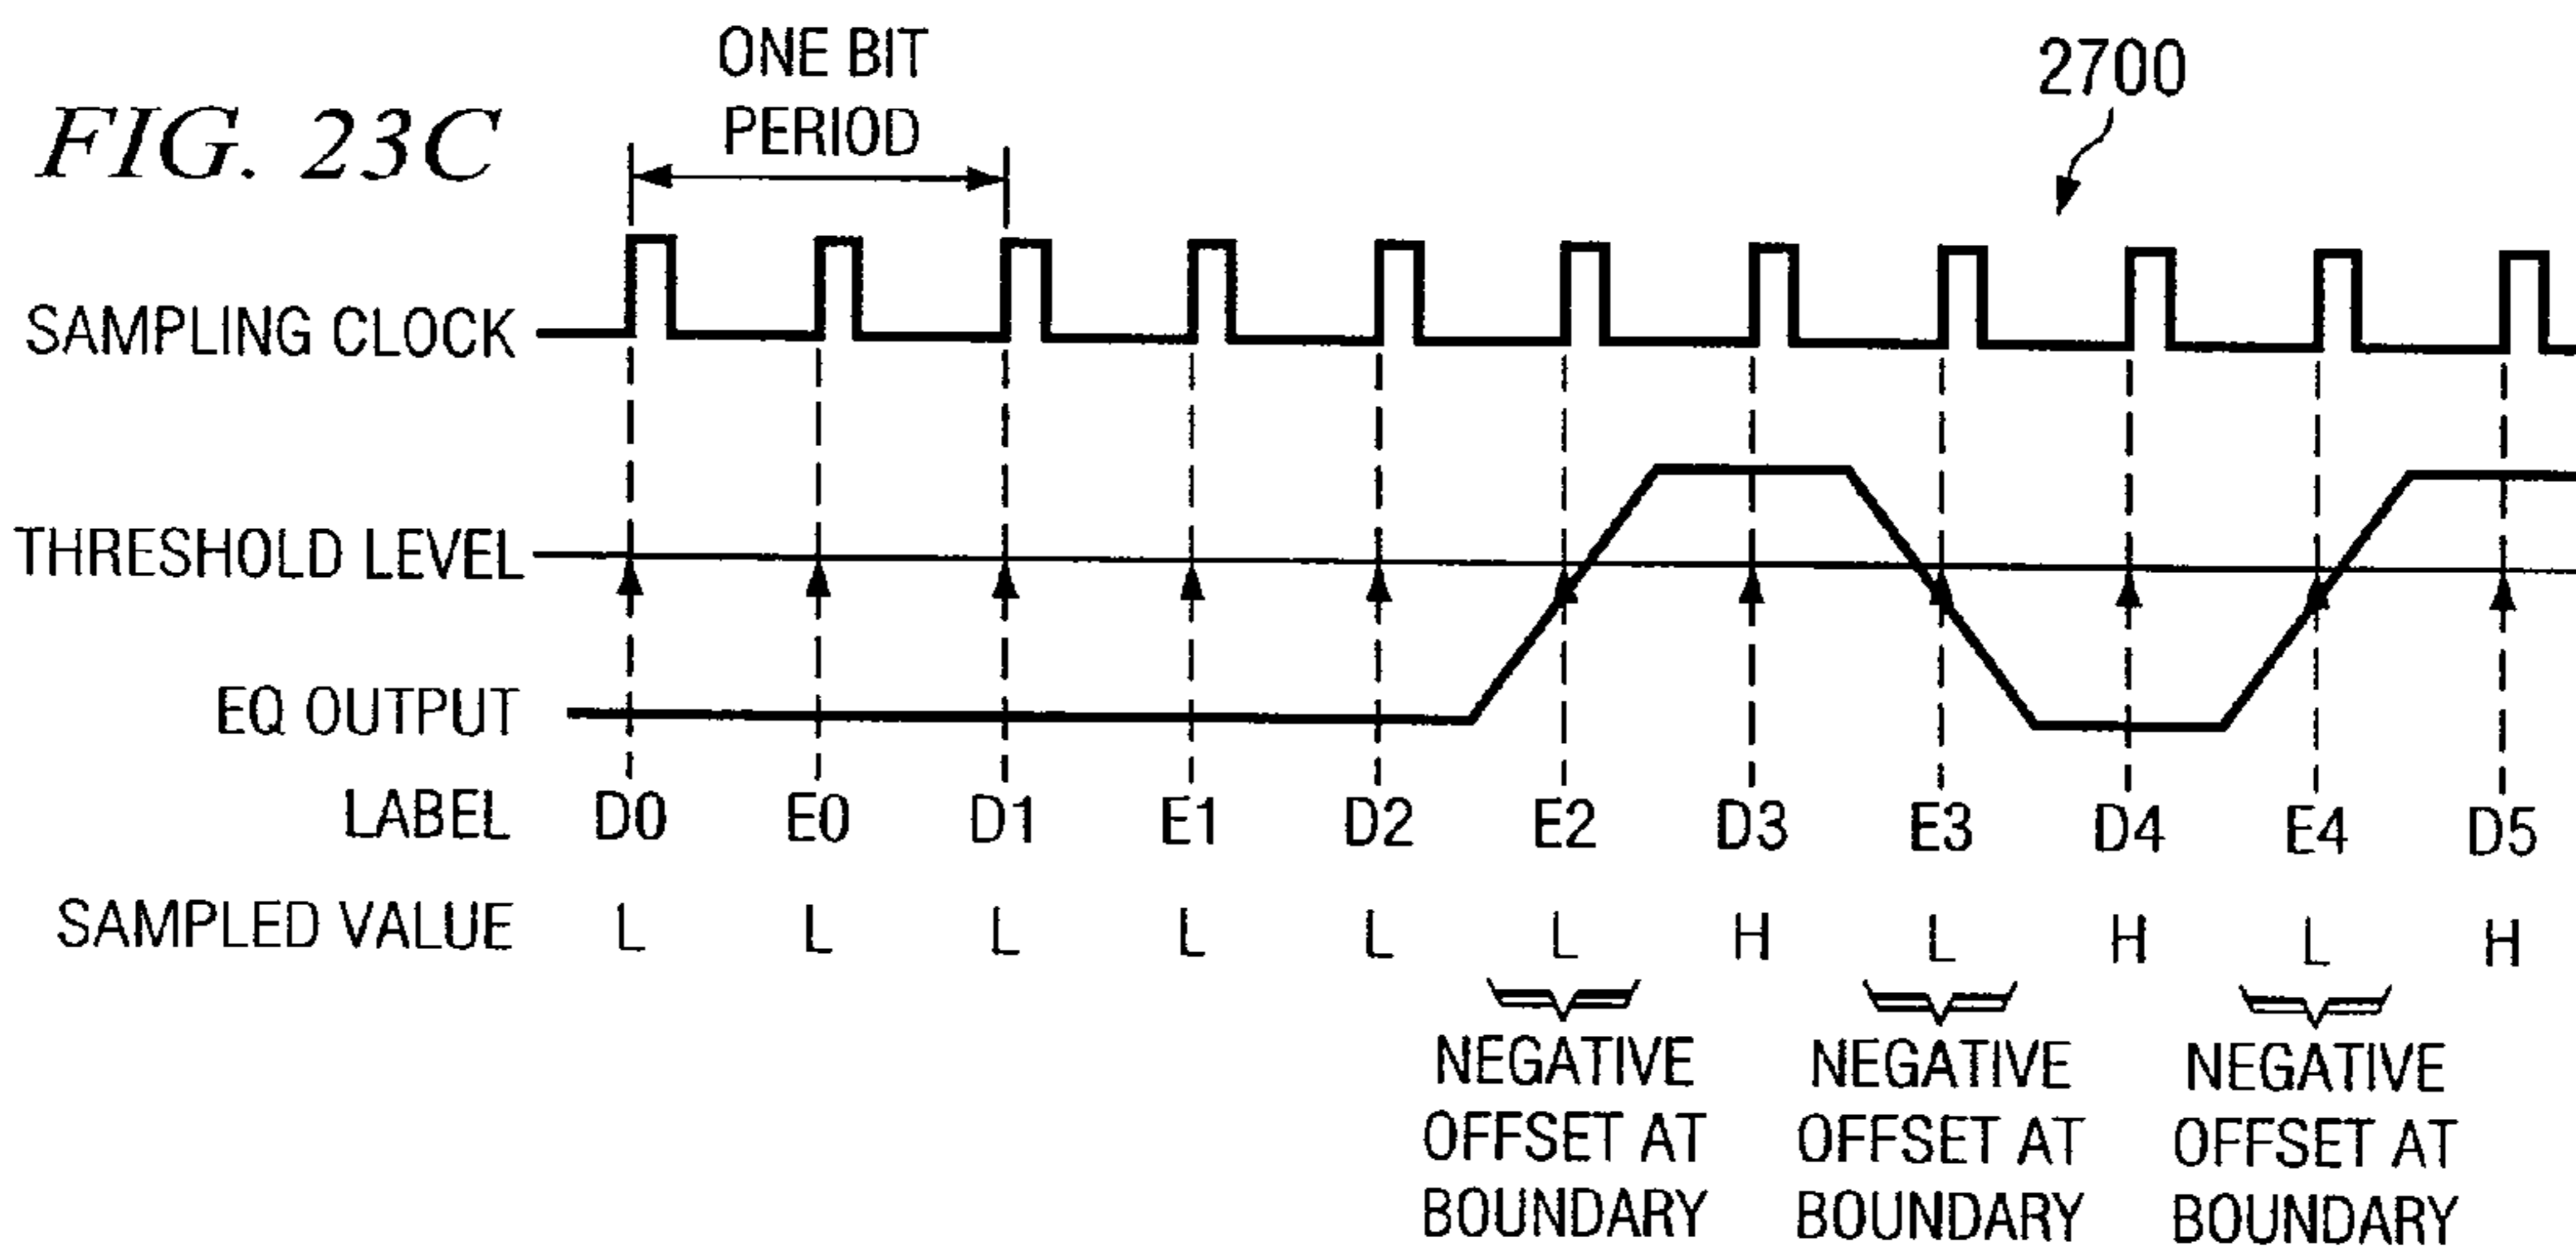 FIG. 23C
ONE BIT
PERIOD
2700
SAMPLING CLOCK
THRESHOLD LEVEL
EQ OUTPUT
LABEL D0 E0 D1 E1 D2 E2 D3 E3 D4 E4 D5
SAMPLED VALUE L L L L L L H L H L H
NEGATIVE OFFSET AT BOUNDARY
NEGATIVE OFFSET AT BOUNDARY
NEGATIVE OFFSET AT BOUNDARY